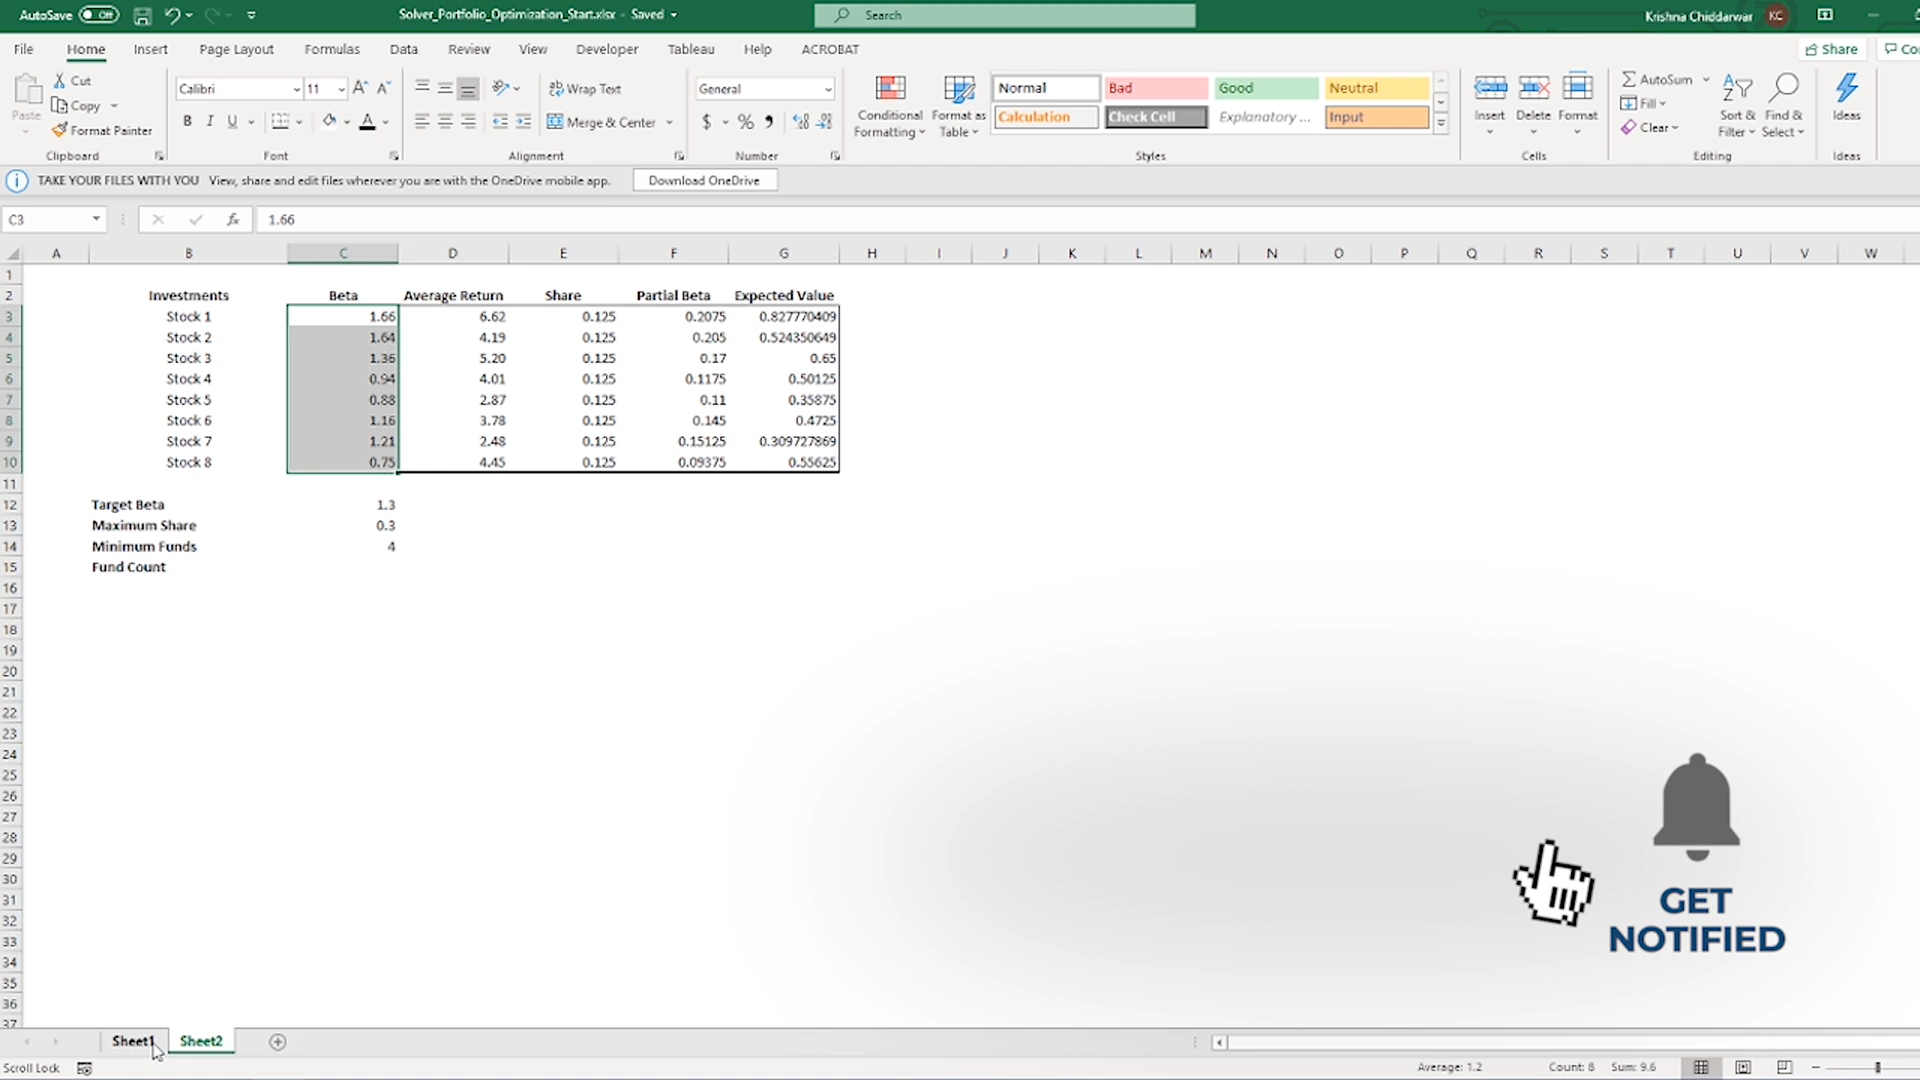 AutoSave Off Solver_Portfolio_Optimization_Start.xlsx - Saved Search Krishna Chiddarwar KC
File Home Insert Page Layout Formulas Data Review View Developer Tableau Help ACROBAT Share
Paste
Cut
Copy
Format Painter
Clipboard
Calibri 11
B I U A
Font
Wrap Text
Merge & Center
Alignment
General
$ % ,
Number
Conditional Formatting
Format as Table
Normal Bad Good Neutral
Calculation Check Cell Explanatory ... Input
Styles
Insert Delete Format
Cells
AutoSum
Fill
Clear
Sort & Filter
Find & Select
Editing
Ideas
Ideas
TAKE YOUR FILES WITH YOU View, share and edit files wherever you are with the OneDrive mobile app. Download OneDrive
C3 fx 1.66
A B C D E F G H I J K L M N O P Q R S T U V W
1
2 Investments Beta Average Return Share Partial Beta Expected Value
3 Stock 1 1.66 6.62 0.125 0.2075 0.827770409
4 Stock 2 1.64 4.19 0.125 0.205 0.524350649
5 Stock 3 1.36 5.20 0.125 0.17 0.65
6 Stock 4 0.94 4.01 0.125 0.1175 0.50125
7 Stock 5 0.88 2.87 0.125 0.11 0.35875
8 Stock 6 1.16 3.78 0.125 0.145 0.4725
9 Stock 7 1.21 2.48 0.125 0.15125 0.309727869
10 Stock 8 0.75 4.45 0.125 0.09375 0.55625
11
12 Target Beta 1.3
13 Maximum Share 0.3
14 Minimum Funds 4
15 Fund Count
16
17
18
19
20
21
22
23
24
25
26
27
28
29
30
31
32
33
34
35
36
37
GET
NOTIFIED
Sheet1 Sheet2
Scroll Lock Average: 1.2 Count: 8 Sum: 9.6